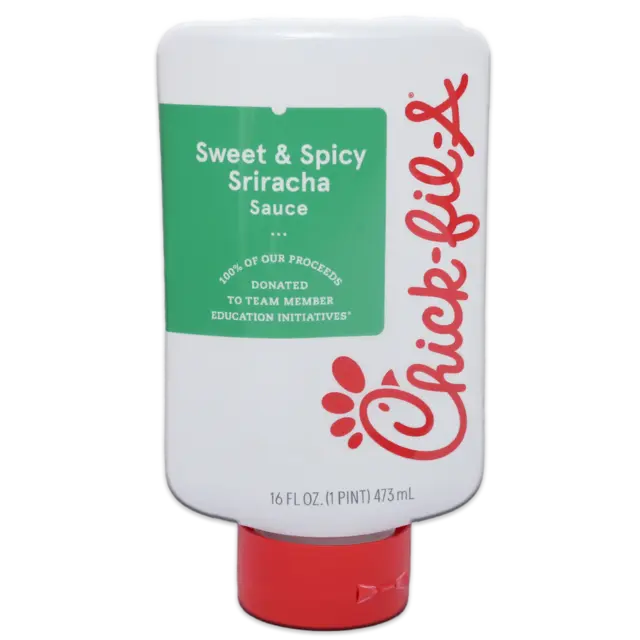 Sweet & Spicy
Sriracha
Sauce
...
100% OF OUR PROCEEDS
DONATED
TO TEAM MEMBER
EDUCATION INITIATIVES*
Chick-fil-A®
16 FL OZ. (1 PINT) 473 mL